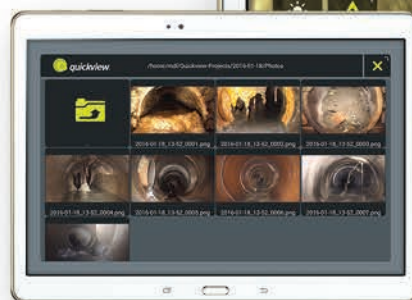 quickview
/home/mdl/Quickview-Projects/2016-01-18/Photos
2016-01-18_13-52_0001.png
2016-01-18_13-52_0002.png
2016-01-18_13-52_0003.png
2016-01-18_13-52_0004.png
2016-01-18_13-52_0005.png
2016-01-18_13-52_0006.png
2016-01-18_13-52_0007.png